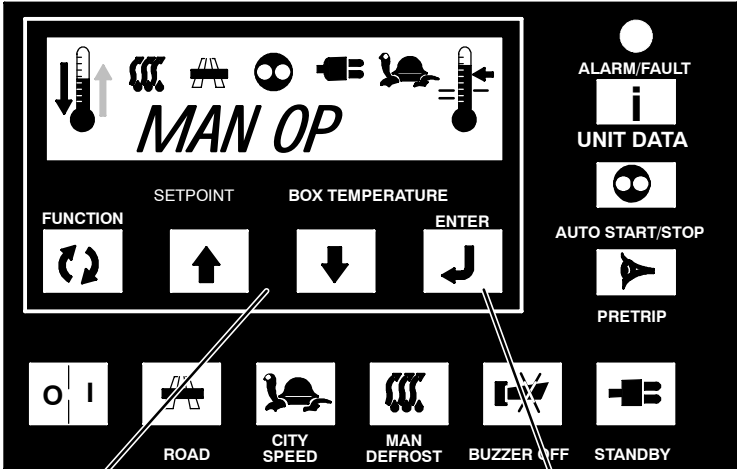 MAN OP
ALARM/FAULT
i
UNIT DATA
SETPOINT
BOX TEMPERATURE
FUNCTION
ENTER
AUTO START/STOP
PRETRIP
O I
ROAD
CITY
SPEED
MAN
DEFROST
BUZZER OFF
STANDBY